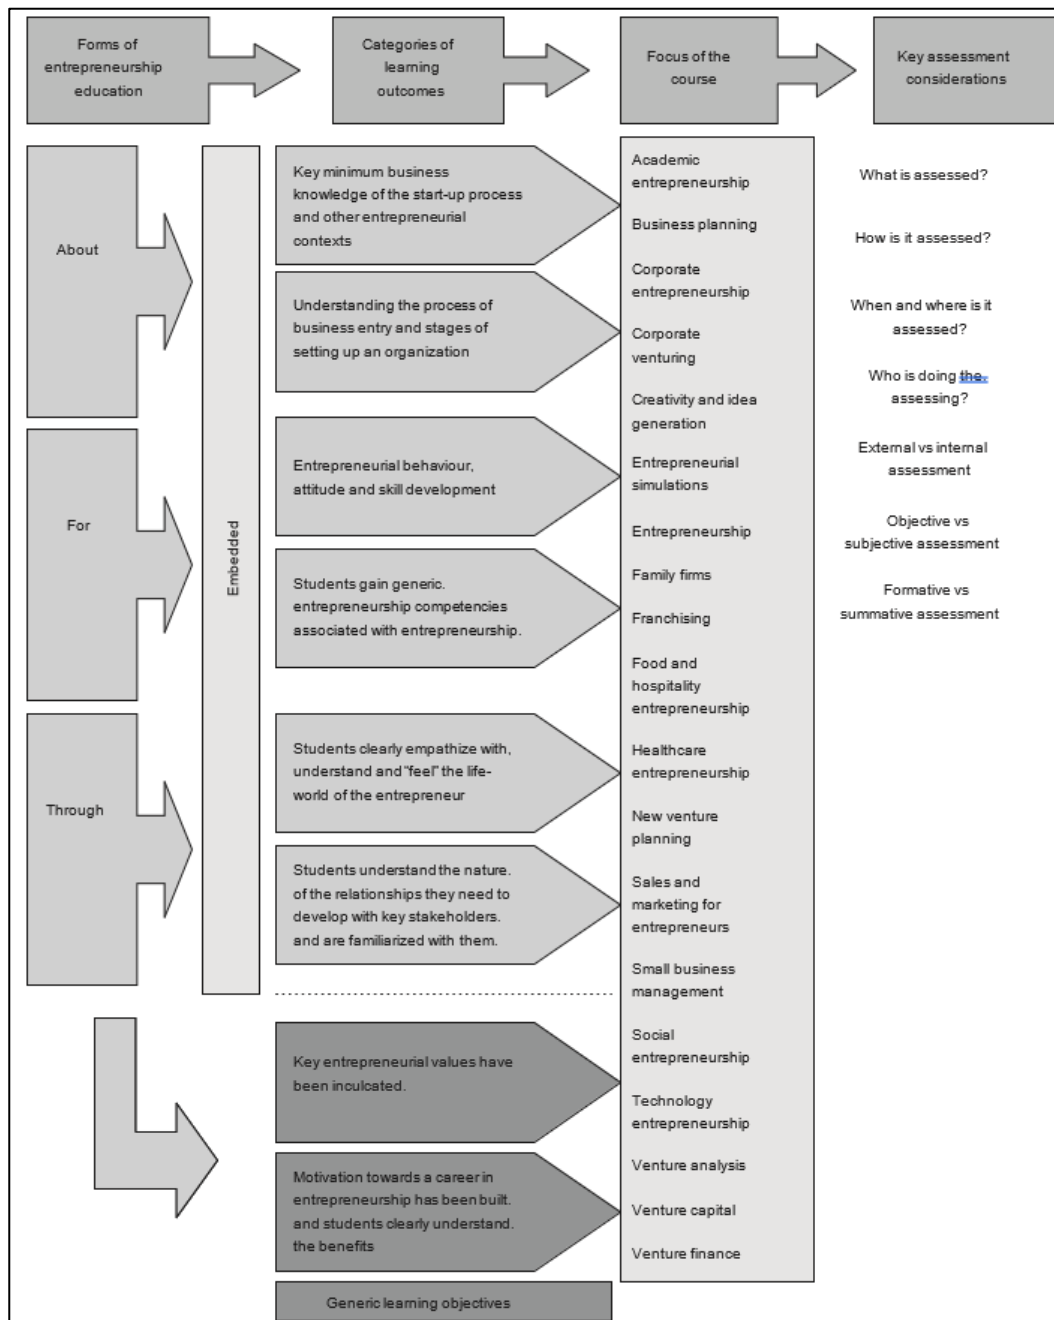 Forms of
entrepreneurship
education
Categories of
learning
outcomes
Focus of the
course
Key assessment
considerations
About
For
Through
Embedded
Key minimum business
knowledge of the start-up process
and other entrepreneurial
contexts
Understanding the process of
business entry and stages of
setting up an organization
Entrepreneurial behaviour,
attitude and skill development
Students gain generic.
entrepreneurship competencies
associated with entrepreneurship.
Students clearly empathize with,
understand and "feel" the life-
world of the entrepreneur
Students understand the nature.
of the relationships they need to
develop with key stakeholders.
and are familiarized with them.
Key entrepreneurial values have
been inculcated.
Motivation towards a career in
entrepreneurship has been built.
and students clearly understand.
the benefits
Generic learning objectives
Academic
entrepreneurship
Business planning
Corporate
entrepreneurship
Corporate
venturing
Creativity and idea
generation
Entrepreneurial
simulations
Entrepreneurship
Family firms
Franchising
Food and
hospitality
entrepreneurship
Healthcare
entrepreneurship
New venture
planning
Sales and
marketing for
entrepreneurs
Small business
management
Social
entrepreneurship
Technology
entrepreneurship
Venture analysis
Venture capital
Venture finance
What is assessed?
How is it assessed?
When and where is it
assessed?
Who is doing the
assessing?
External vs internal
assessment
Objective vs
subjective assessment
Formative vs
summative assessment